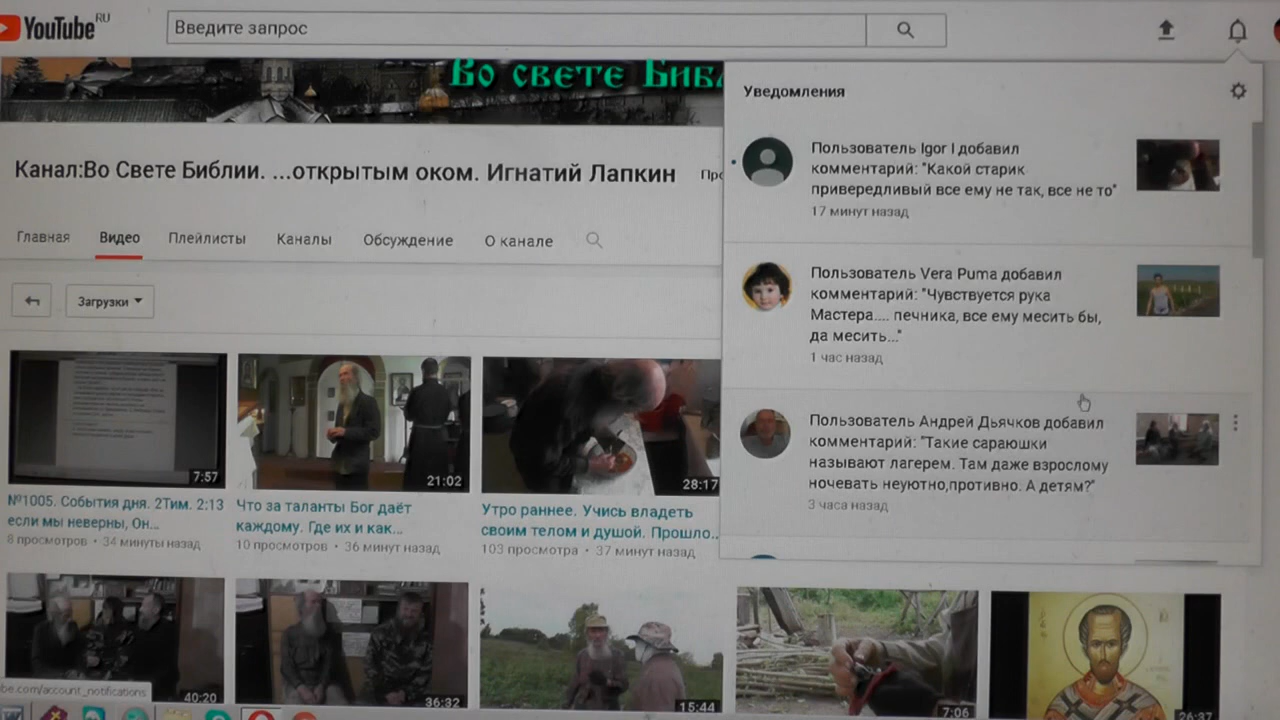 YouTube RU
Введите запрос
Во свете Библ
Уведомления
Канал:Во Свете Библии. ...открытым оком. Игнатий Лапкин
Про
Главная Видео Плейлисты Каналы Обсуждение О канале
Загрузки
Пользователь Igor I добавил
комментарий: "Какой старик
привередливый все ему не так, все не то"
17 минут назад
Пользователь Vera Puma добавил
комментарий: "Чувствуется рука
Мастера.... печника, все ему месить бы,
да месить..."
1 час назад
Пользователь Андрей Дьячков добавил
комментарий: "Такие сараюшки
называют лагерем. Там даже взрослому
ночевать неуютно,противно. А детям?"
3 часа назад
7:57
№1005. События дня. 2Тим. 2:13
если мы неверны, Он...
8 просмотров • 34 минуты назад
21:02
Что за таланты Бог даёт
каждому. Где их и как...
10 просмотров • 36 минут назад
28:17
Утро раннее. Учись владеть
своим телом и душой. Прошло...
103 просмотра • 37 минут назад
40:20
36:32
15:44
7:06
26:37
be.com/account_notifications